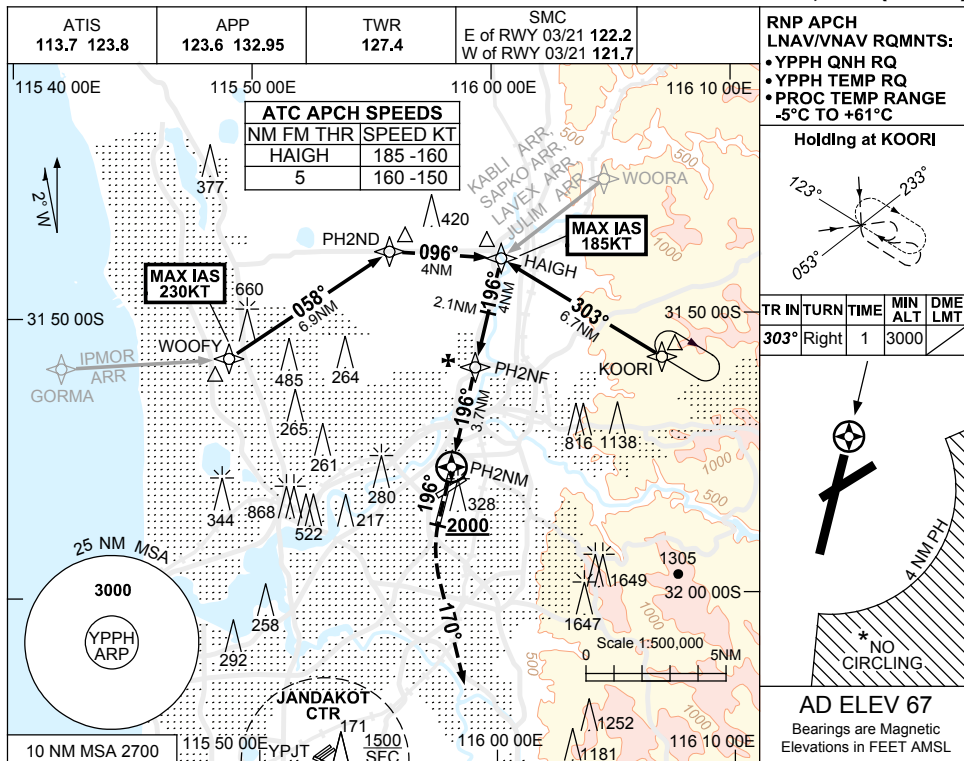 ATIS
113.7 123.8
APP
123.6 132.95
TWR
127.4
SMC
E of RWY 03/21 122.2
W of RWY 03/21 121.7
RNP APCH
LNAV/VNAV RQMNTS:
• YPPH QNH RQ
• YPPH TEMP RQ
• PROC TEMP RANGE
-5°C TO +61°C
115 40 00E
115 50 00E
116 00 00E
116 10 00E
ATC APCH SPEEDS
NM FM THR SPEED KT
HAIGH 185 -160
5 160 -150
KABLI ARR,
SAPKO ARR,
LAVEX ARR,
JULIM ARR
500
500
WOORA
1000
2°W
377
420
PH2ND
096°
4NM
MAX IAS
185KT
HAIGH
MAX IAS
230KT
660
058°
6.9NM
2.1NM
196°
4NM
303°
6.7NM
31 50 00S
31 50 00S
WOOFY
IPMOR
ARR
GORMA
485
264
PH2NF
KOORI
265
261
196°
3.7NM
816
1138
1000
500
PH2NM
196°
280
328
344
868
522
217
2000
25 NM MSA
3000
YPPH
ARP
258
292
170°
1305
1649
1647
32 00 00S
1000
Scale 1:500,000
0 5NM
500
JANDAKOT
CTR
171
YPJT
1500
SFC
1252
1181
1000
10 NM MSA 2700
115 50 00E
116 00 00E
116 10 00E
Holding at KOORI
123°
233°
053°
TR IN TURN TIME MIN ALT DME LMT
303° Right 1 3000
4 NM PH
*NO
CIRCLING
AD ELEV 67
Bearings are Magnetic
Elevations in FEET AMSL